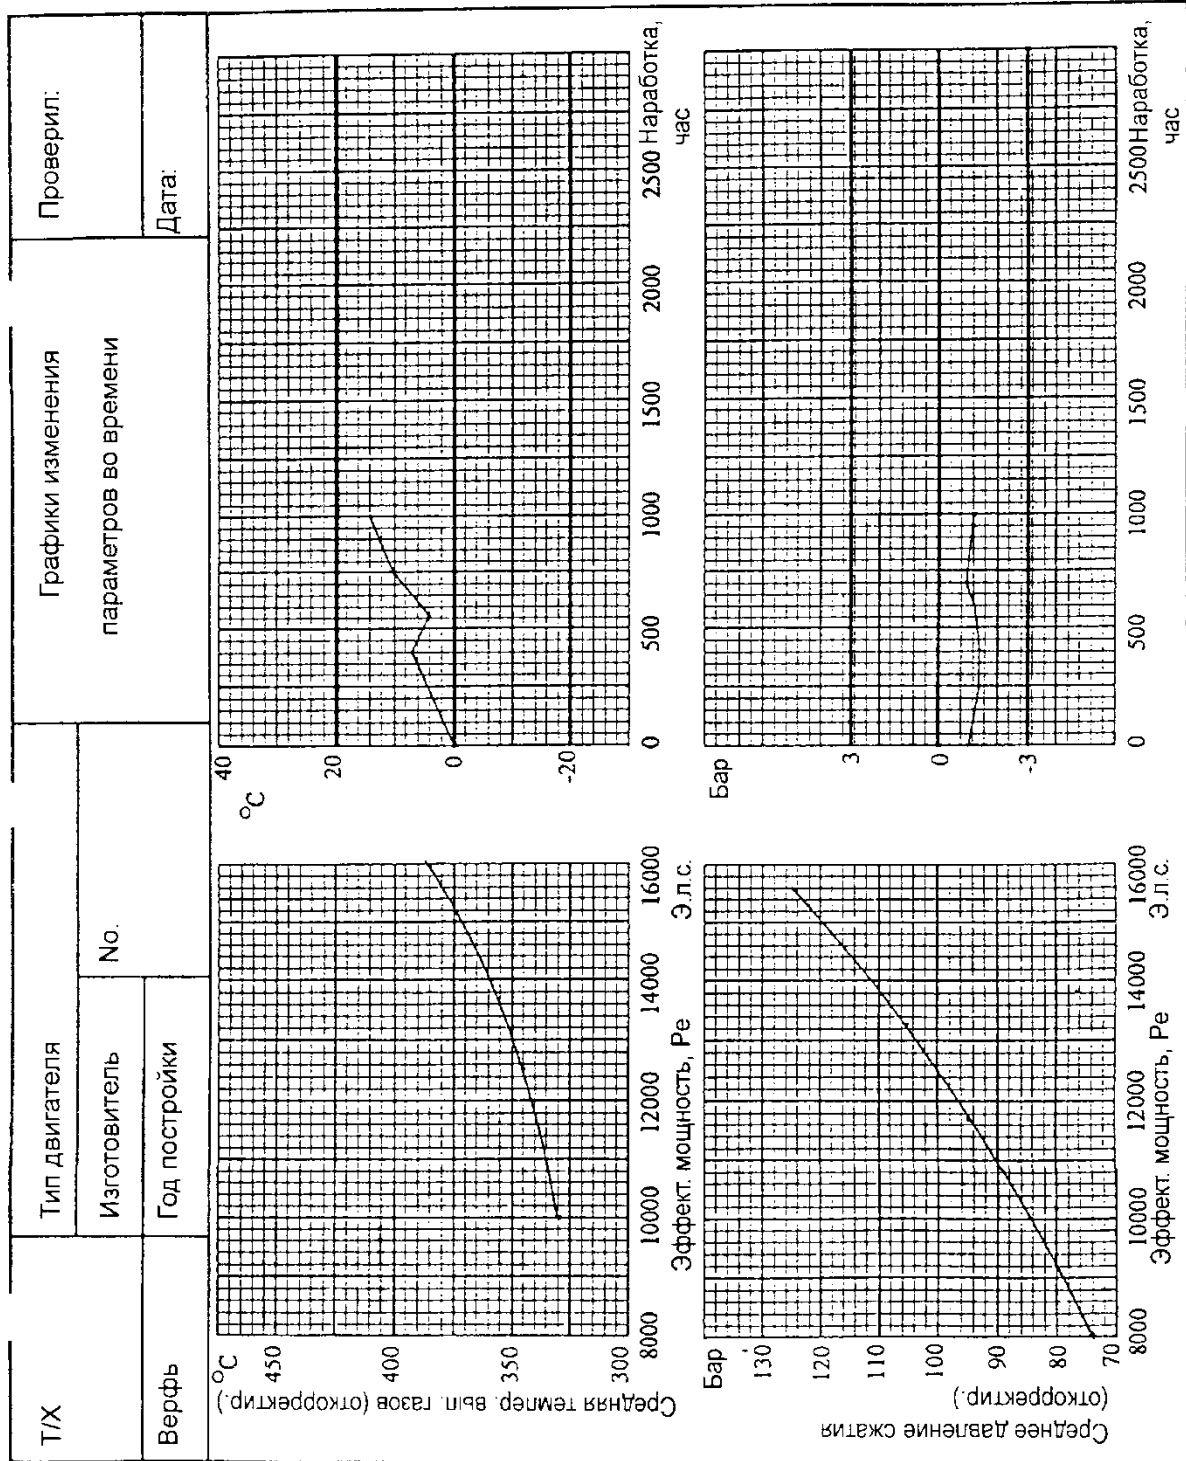 Т/Х
Тип двигателя
Графики изменения
параметров во времени
Проверил:
Изготовитель
No.
Верфь
Год постройки
Дата:
°С
450
400
350
300
Средняя темпер. вып. газов (откорректир.)
8000 10000 12000 14000 16000
Эффект. мощность, Ре Э.л.с.
40
°С
20
0
-20
0 500 1000 1500 2000 2500 Наработка,
час
Бар
130
120
110
100
90
80
70
Среднее давление сжатия
(откорректир.)
8000 10000 12000 14000 16000
Эффект. мощность, Ре Э.л.с.
Бар
3
0
-3
0 500 1000 1500 2000 2500 Наработка,
час